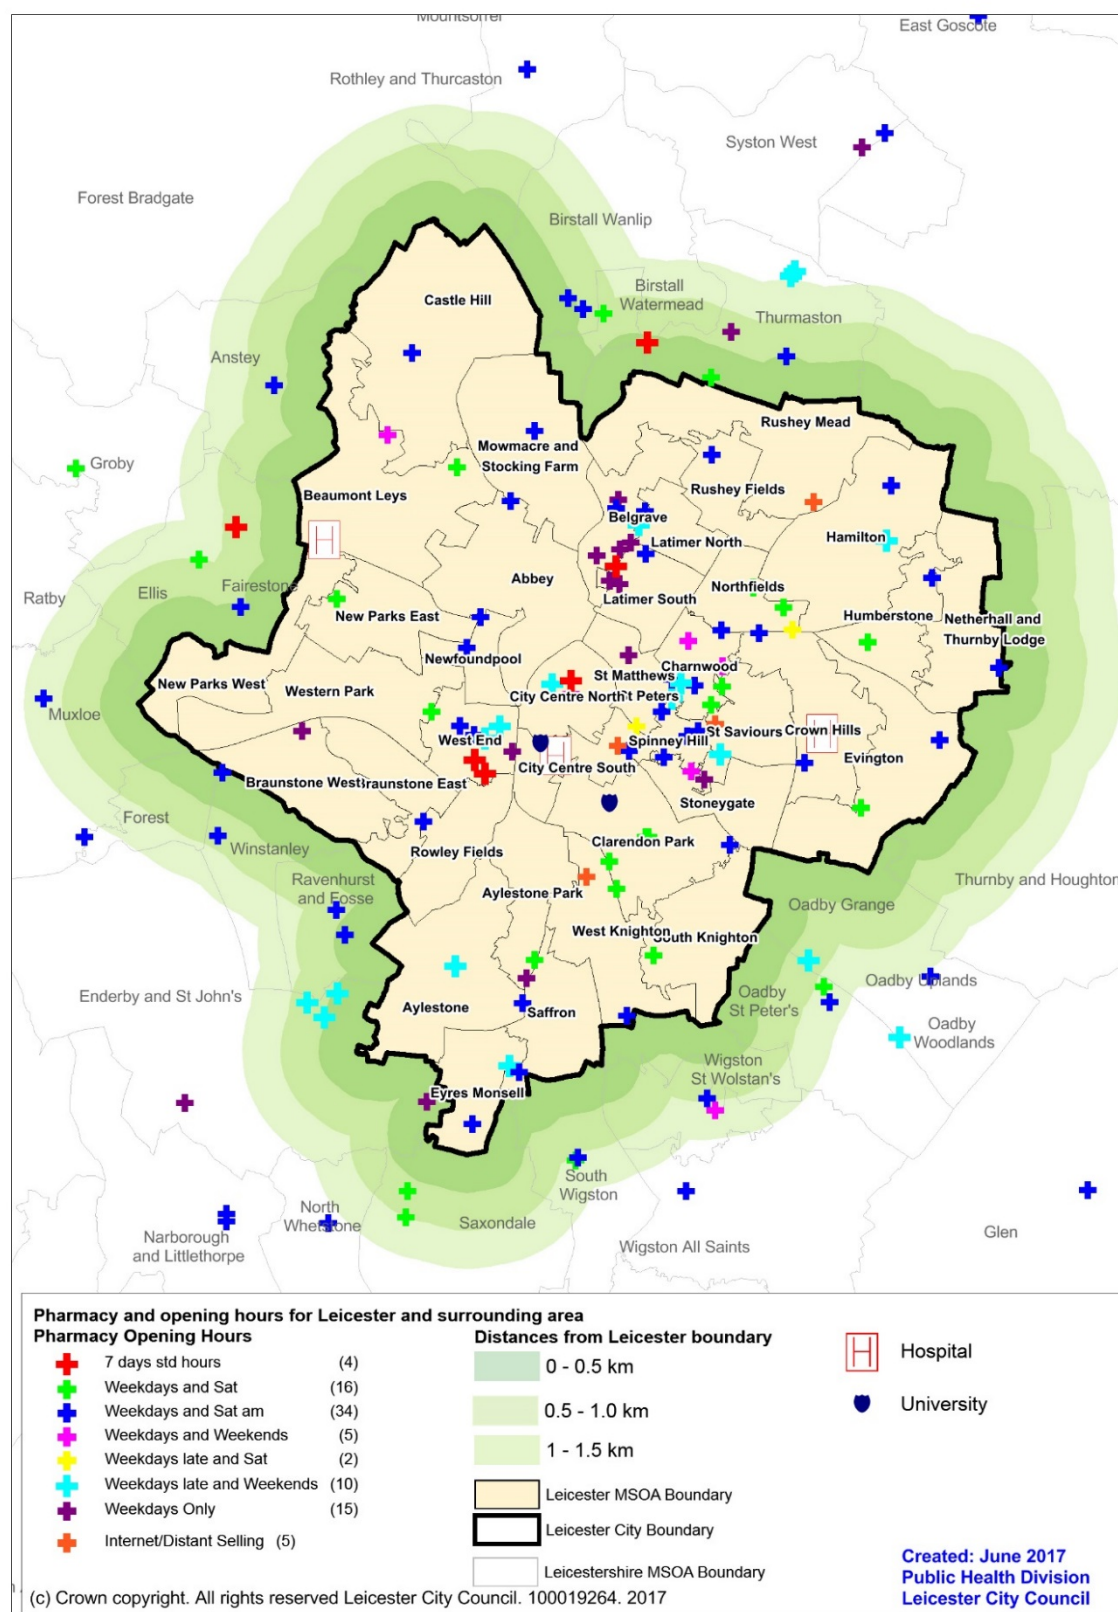 Mountsorrel
East Goscote
Rothley and Thurcaston
Syston West
Forest Bradgate
Birstall Wanlip
Castle Hill
Birstall
Watermead
Thurmaston
Anstey
Rushey Mead
Mowmacre and
Stocking Farm
Groby
Beaumont Leys
Rushey Fields
Belgrave
Latimer North
Hamilton
Abbey
Ellis
Fairestone
Ratby
Latimer South
Northfields
New Parks East
Humberstone
Netherhall and
Thurnby Lodge
Newfoundpool
Charnwood
St Matthews
New Parks West
Western Park
City Centre North
St Peters
Muxloe
West End
Spinney Hill
St Saviours
Crown Hills
Evington
City Centre South
Braunstone West
Braunstone East
Stoneygate
Forest
Winstanley
Rowley Fields
Clarendon Park
Ravenhurst
and Fosse
Aylestone Park
Thurnby and Houghton
Oadby Grange
West Knighton
South Knighton
Enderby and St John's
Oadby Uplands
Oadby
St Peter's
Aylestone
Saffron
Oadby
Woodlands
Wigston
St Wolstan's
Eyres Monsell
South
Wigston
North
Whetstone
Saxondale
Narborough
and Littlethorpe
Wigston All Saints
Glen
H
H
H
Pharmacy and opening hours for Leicester and surrounding area
Pharmacy Opening Hours
7 days std hours (4)
Weekdays and Sat (16)
Weekdays and Sat am (34)
Weekdays and Weekends (5)
Weekdays late and Sat (2)
Weekdays late and Weekends (10)
Weekdays Only (15)
Internet/Distant Selling (5)
Distances from Leicester boundary
0 - 0.5 km
0.5 - 1.0 km
1 - 1.5 km
Leicester MSOA Boundary
Leicester City Boundary
Leicestershire MSOA Boundary
H Hospital
University
Created: June 2017
Public Health Division
Leicester City Council
(c) Crown copyright. All rights reserved Leicester City Council. 100019264. 2017